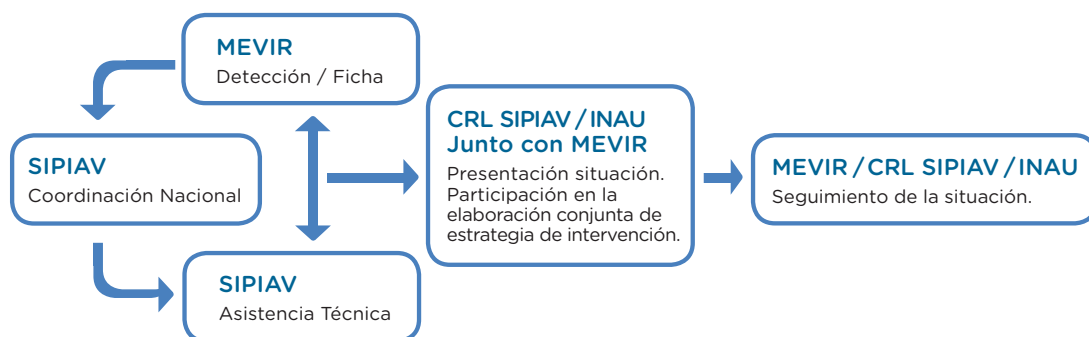 MEVIR
Detección / Ficha
SIPIAV
Coordinación Nacional
SIPIAV
Asistencia Técnica
CRL SIPIAV / INAU
Junto con MEVIR
Presentación situación.
Participación en la
elaboración conjunta de
estrategia de intervención.
MEVIR / CRL SIPIAV / INAU
Seguimiento de la situación.